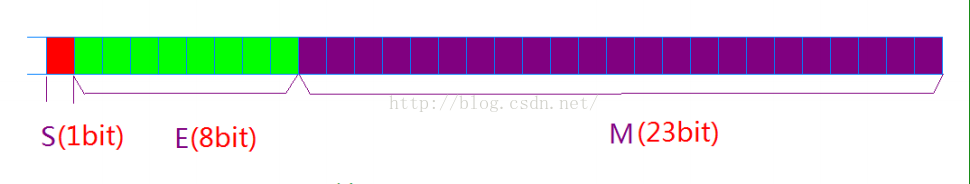 http://blog.csdn.net/
S(1bit) E(8bit) M(23bit)